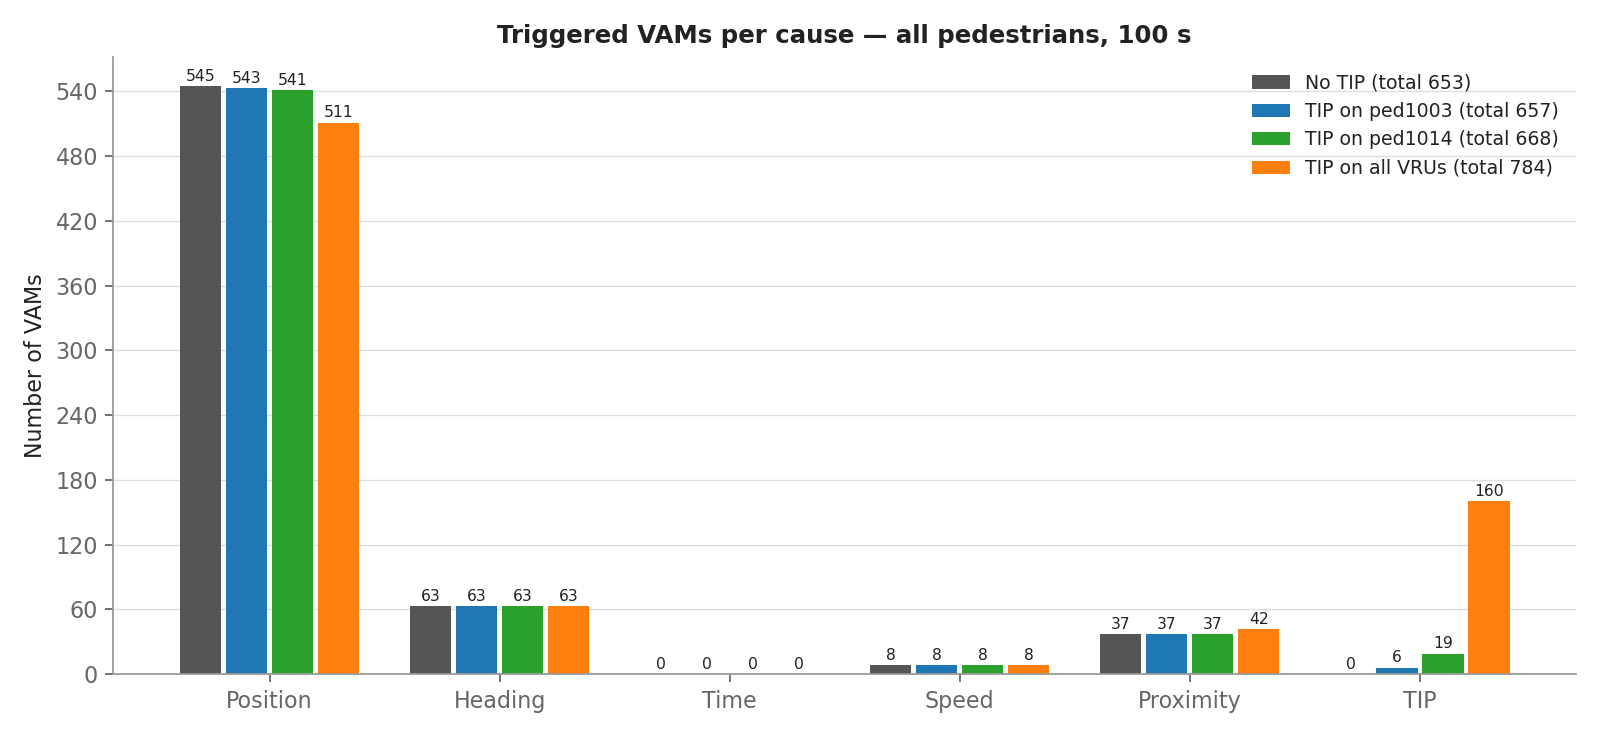 Triggered VAMs per cause — all pedestrians, 100 s
No TIP (total 653)
TIP on ped1003 (total 657)
TIP on ped1014 (total 668)
TIP on all VRUs (total 784)
Number of VAMs
540
480
420
360
300
240
180
120
60
0
545 543 541 511
63 63 63 63
0 0 0 0
8 8 8 8
37 37 37 42
0 6 19 160
Position Heading Time Speed Proximity TIP